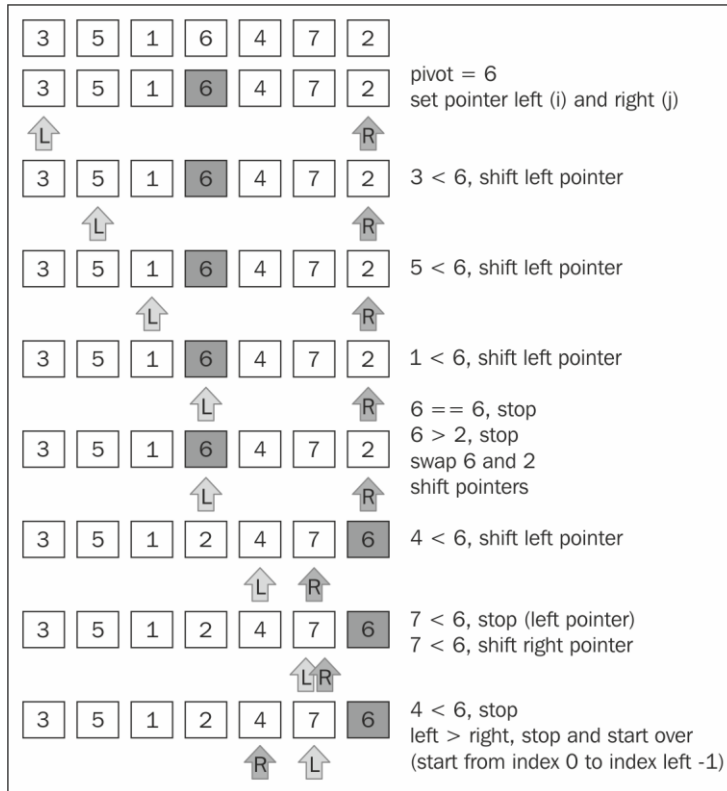 3 5 1 6 4 7 2
3 5 1 6 4 7 2
pivot = 6
set pointer left (i) and right (j)
L R
3 5 1 6 4 7 2
3 < 6, shift left pointer
L R
3 5 1 6 4 7 2
5 < 6, shift left pointer
L R
3 5 1 6 4 7 2
1 < 6, shift left pointer
L R
3 5 1 6 4 7 2
6 == 6, stop
6 > 2, stop
swap 6 and 2
shift pointers
L R
3 5 1 2 4 7 6
4 < 6, shift left pointer
L R
3 5 1 2 4 7 6
7 < 6, stop (left pointer)
7 < 6, shift right pointer
L R
3 5 1 2 4 7 6
4 < 6, stop
left > right, stop and start over
(start from index 0 to index left -1)
R L